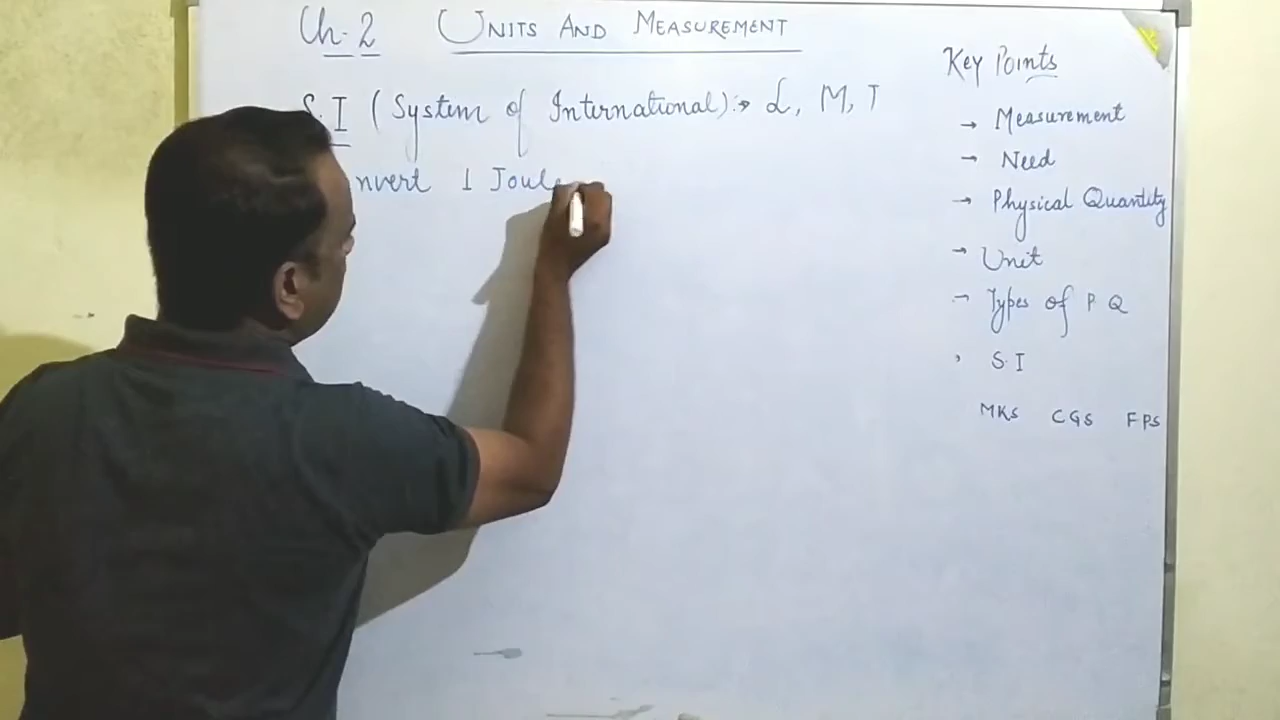 Ch-2 UNITS AND MEASUREMENT
S.I (System of International):→ L, M, T
nvert 1 Joule
Key Points
→ Measurement
→ Need
→ Physical Quantity
→ Unit
→ Types of P Q
S.I
MKS CGS FPS